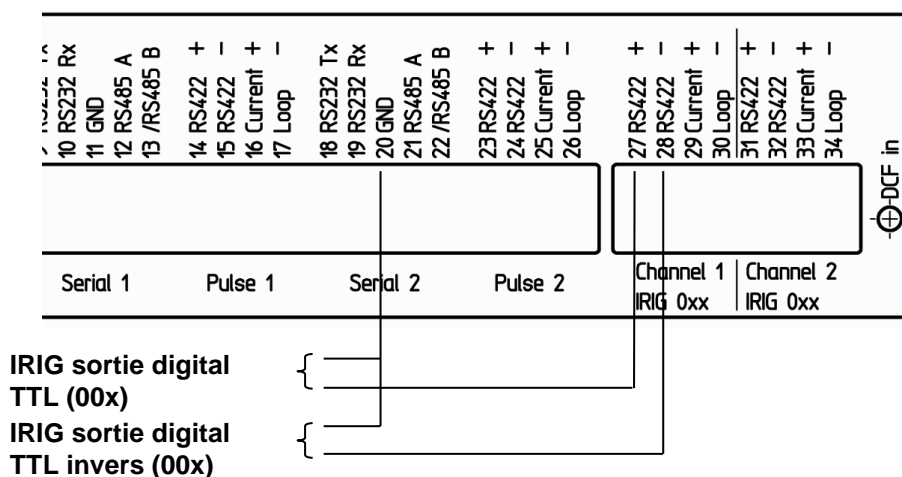 10 RS232 Rx
11 GND
12 RS485 A
13 /RS485 B
14 RS422 +
15 RS422 -
16 Current +
17 Loop -
18 RS232 Tx
19 RS232 Rx
20 GND
21 RS485 A
22 /RS485 B
23 RS422 +
24 RS422 -
25 Current +
26 Loop -
27 RS422 +
28 RS422 -
29 Current +
30 Loop -
31 RS422 +
32 RS422 -
33 Current +
34 Loop -
DCF in
Serial 1
Pulse 1
Serial 2
Pulse 2
Channel 1
IRIG 0xx
Channel 2
IRIG 0xx
IRIG sortie digital
TTL (00x)
IRIG sortie digital
TTL invers (00x)